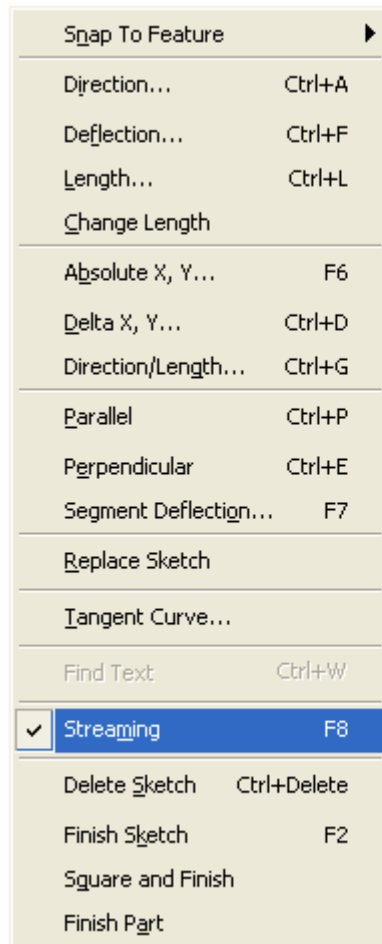 Snap To Feature
Direction... Ctrl+A
Deflection... Ctrl+F
Length... Ctrl+L
Change Length
Absolute X, Y... F6
Delta X, Y... Ctrl+D
Direction/Length... Ctrl+G
Parallel Ctrl+P
Perpendicular Ctrl+E
Segment Deflection... F7
Replace Sketch
Tangent Curve...
Find Text Ctrl+W
Streaming F8
Delete Sketch Ctrl+Delete
Finish Sketch F2
Square and Finish
Finish Part